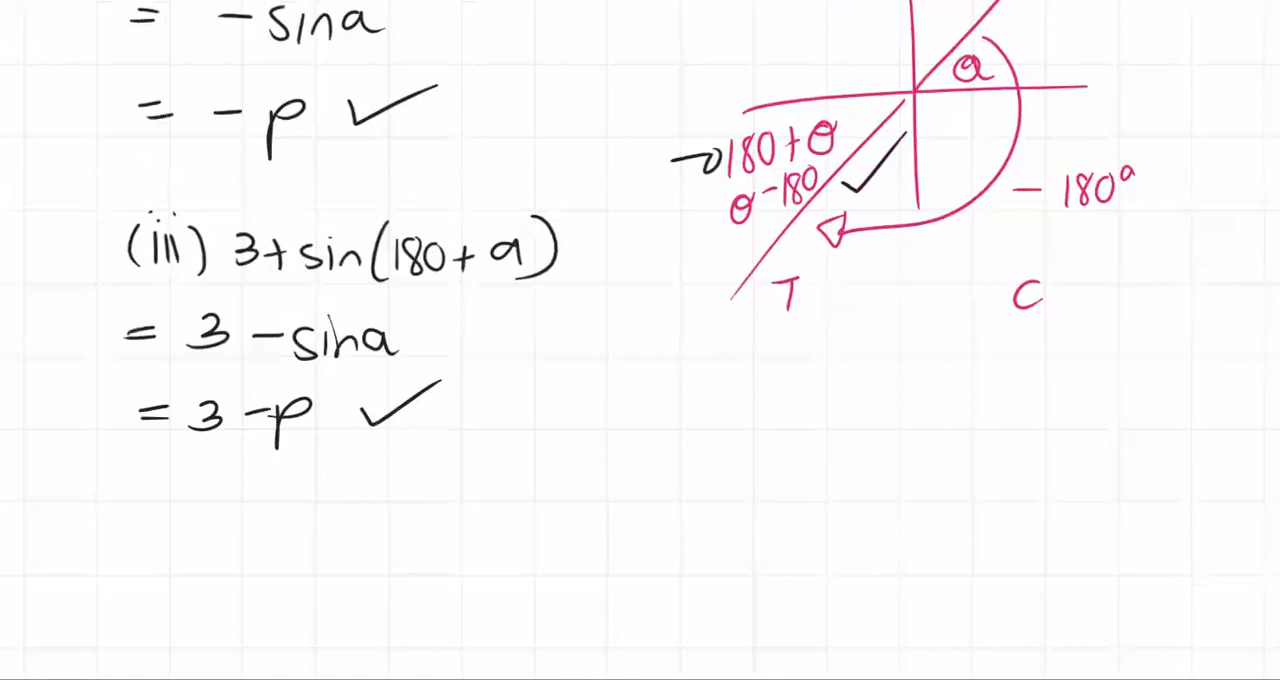 = -sina
= -p ✓
(iii) 3+sin(180+a)
= 3 -sina
= 3 -p ✓
a
→180+θ
θ-180 ✓
- 180°
T
C